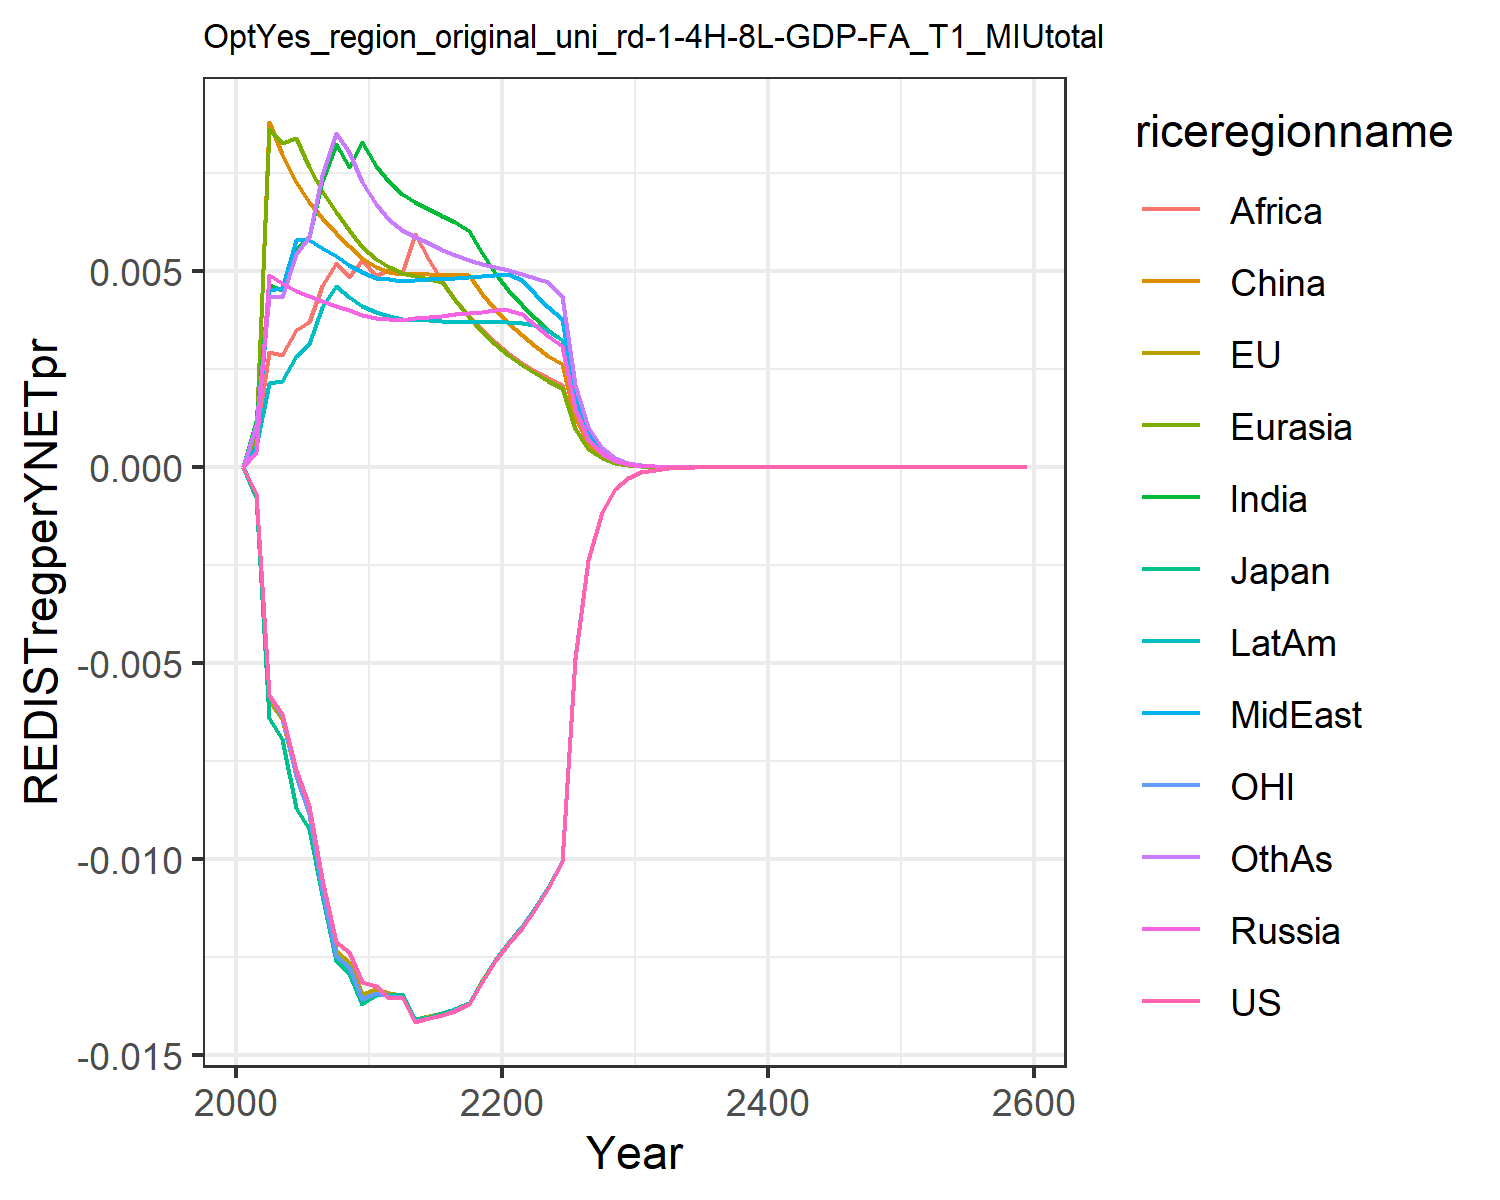 OptYes_region_original_uni_rd-1-4H-8L-GDP-FA_T1_MIUtotal
REDISTregperYNETpr
0.005
0.000
-0.005
-0.010
-0.015
2000
2200
2400
2600
Year
riceregionname
Africa
China
EU
Eurasia
India
Japan
LatAm
MidEast
OHI
OthAs
Russia
US